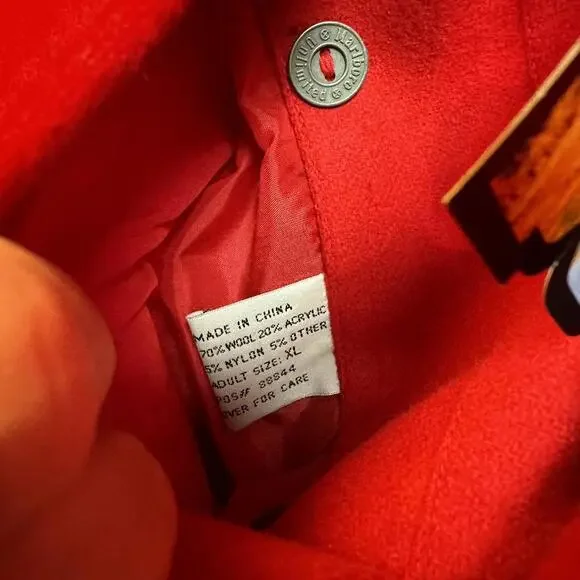 Marlboro
Unlimited
MADE IN CHINA
70% WOOL 20% ACRYLIC
5% NYLON 5% OTHER
ADULT SIZE: XL
POS# 88844
OVER FOR CARE